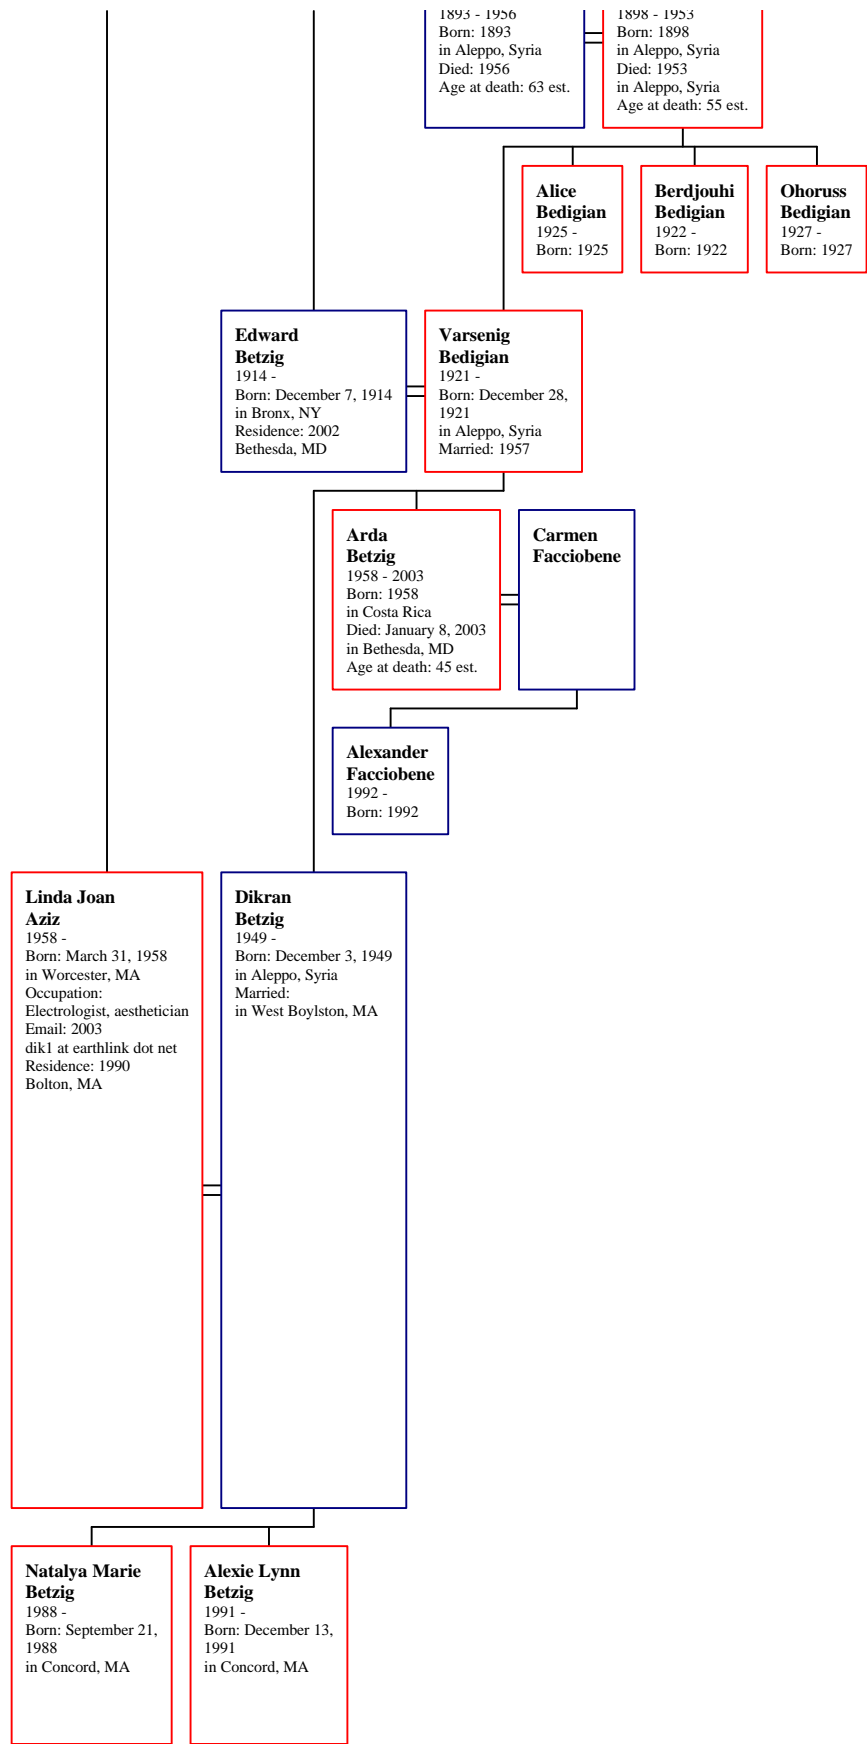 1893 - 1956
Born: 1893
in Aleppo, Syria
Died: 1956
Age at death: 63 est.
1898 - 1953
Born: 1898
in Aleppo, Syria
Died: 1953
in Aleppo, Syria
Age at death: 55 est.
Alice
Bedigian
1925 -
Born: 1925
Berdjouhi
Bedigian
1922 -
Born: 1922
Ohoruss
Bedigian
1927 -
Born: 1927
Edward
Betzig
1914 -
Born: December 7, 1914
in Bronx, NY
Residence: 2002
Bethesda, MD
Varsenig
Bedigian
1921 -
Born: December 28,
1921
in Aleppo, Syria
Married: 1957
Arda
Betzig
1958 - 2003
Born: 1958
in Costa Rica
Died: January 8, 2003
in Bethesda, MD
Age at death: 45 est.
Carmen
Facciobene
Alexander
Facciobene
1992 -
Born: 1992
Linda Joan
Aziz
1958 -
Born: March 31, 1958
in Worcester, MA
Occupation:
Electrologist, aesthetician
Email: 2003
dik1 at earthlink dot net
Residence: 1990
Bolton, MA
Dikran
Betzig
1949 -
Born: December 3, 1949
in Aleppo, Syria
Married:
in West Boylston, MA
Natalya Marie
Betzig
1988 -
Born: September 21,
1988
in Concord, MA
Alexie Lynn
Betzig
1991 -
Born: December 13,
1991
in Concord, MA